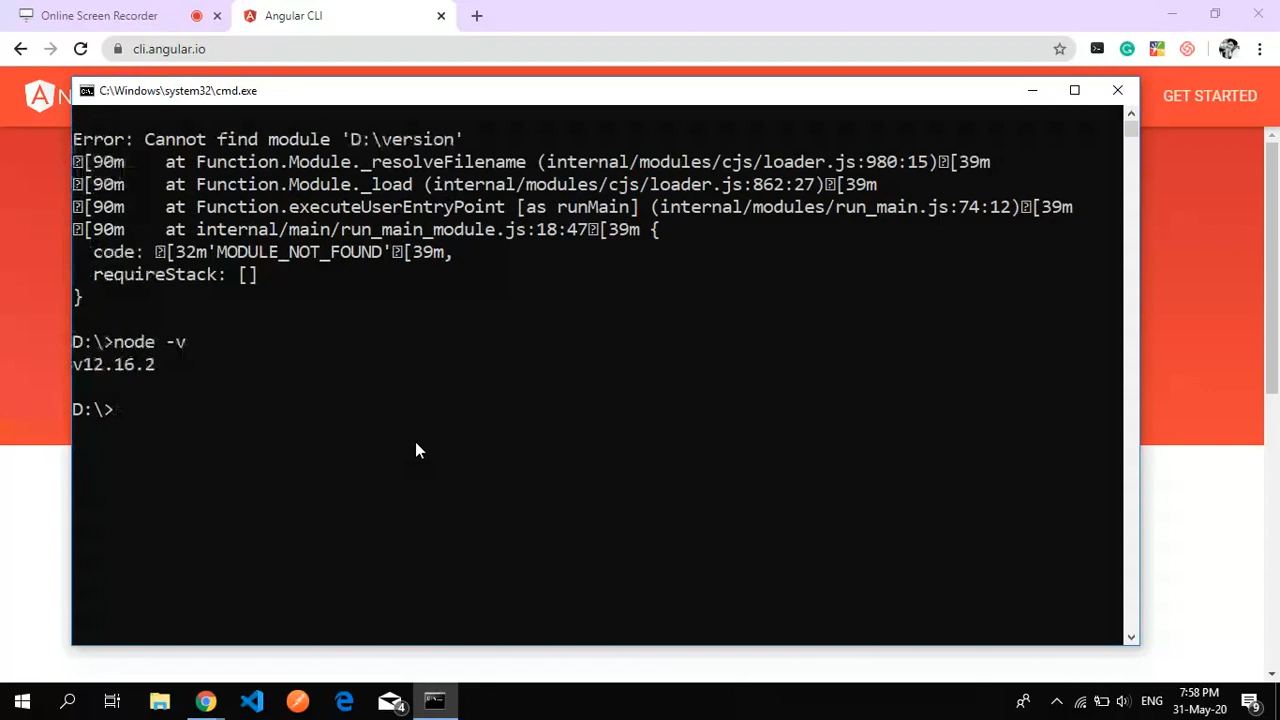 Online Screen Recorder
Angular CLI
cli.angular.io
C:\Windows\system32\cmd.exe
GET STARTED
Error: Cannot find module 'D:\version'
[90m    at Function.Module._resolveFilename (internal/modules/cjs/loader.js:980:15)[39m
[90m    at Function.Module._load (internal/modules/cjs/loader.js:862:27)[39m
[90m    at Function.executeUserEntryPoint [as runMain] (internal/modules/run_main.js:74:12)[39m
[90m    at internal/main/run_main_module.js:18:47[39m {
  code: [32m'MODULE_NOT_FOUND'[39m,
  requireStack: []
}
D:\>node -v
v12.16.2
D:\>
4
ENG
7:58 PM
31-May-20
9